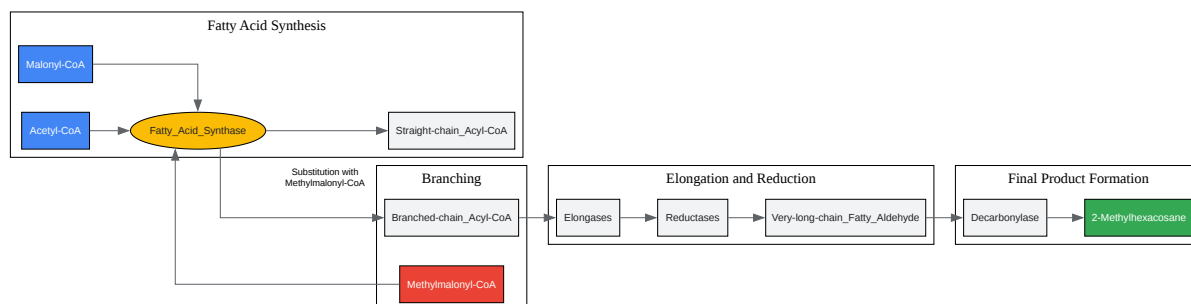 Fatty Acid Synthesis
Malonyl-CoA
Acetyl-CoA
Fatty_Acid_Synthase
Straight-chain_Acyl-CoA
Substitution with
Methylmalonyl-CoA
Branching
Branched-chain_Acyl-CoA
Methylmalonyl-CoA
Elongation and Reduction
Elongases
Reductases
Very-long-chain_Fatty_Aldehyde
Final Product Formation
Decarbonylase
2-Methylhexacosane